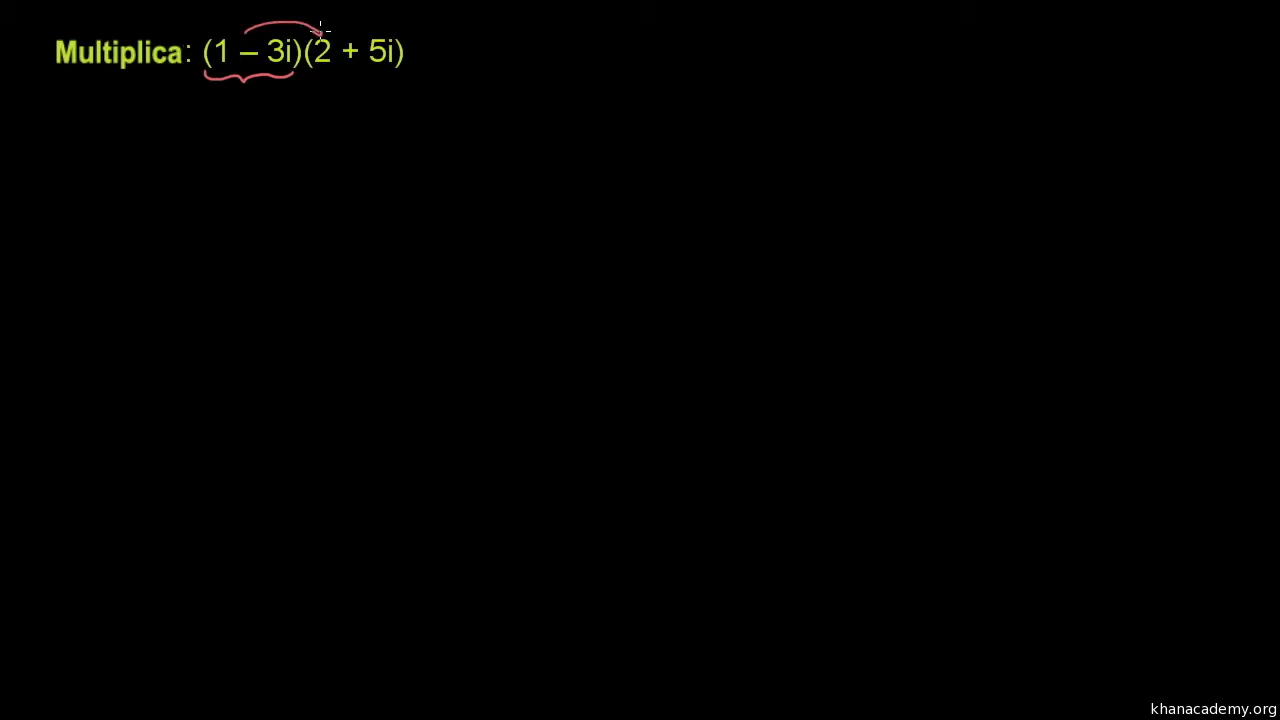 Multiplica: (1 – 3i)(2 + 5i)
khanacademy.org